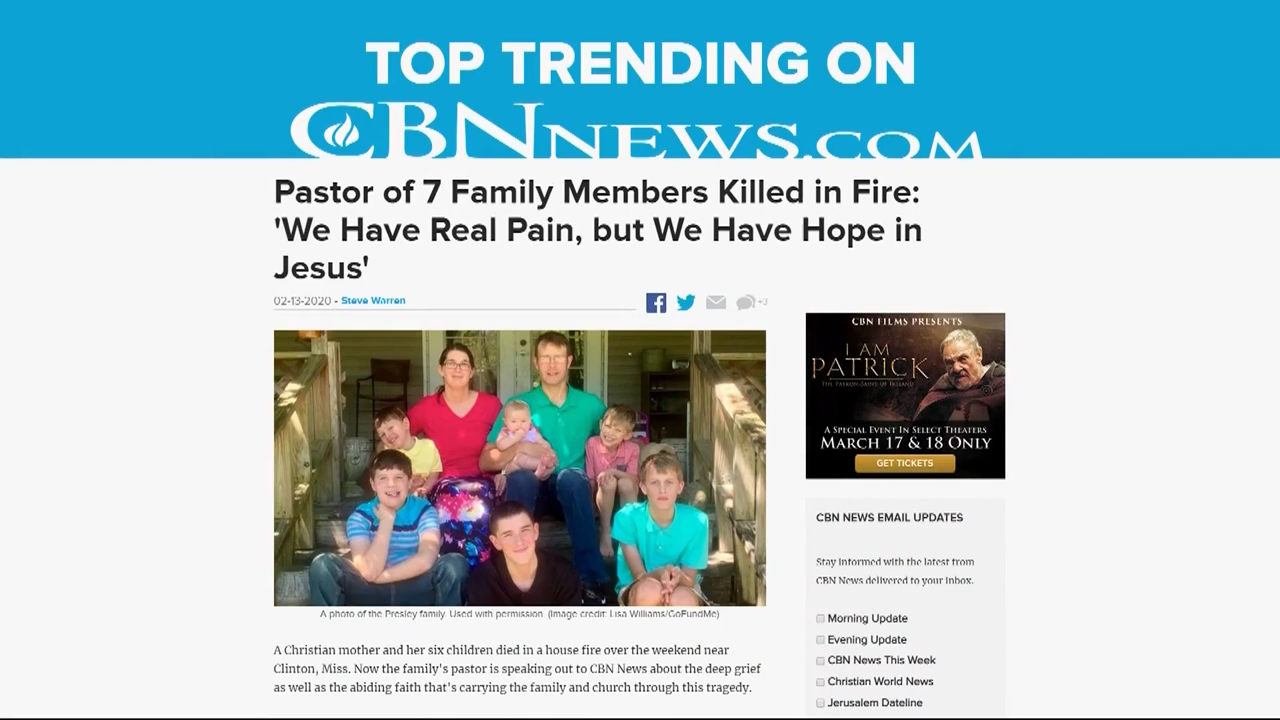 TOP TRENDING ON
CBNNEWS.COM
Pastor of 7 Family Members Killed in Fire:
'We Have Real Pain, but We Have Hope in
Jesus'
02-13-2020 - Steve Warren
+3
A photo of the Presley family. Used with permission. (Image credit: Lisa Williams/GoFundMe)
A Christian mother and her six children died in a house fire over the weekend near
Clinton, Miss. Now the family's pastor is speaking out to CBN News about the deep grief
as well as the abiding faith that's carrying the family and church through this tragedy.
CBN FILMS PRESENTS
I AM
PATRICK
THE PATRON SAINT OF IRELAND
A SPECIAL EVENT IN SELECT THEATERS
MARCH 17 & 18 ONLY
GET TICKETS
CBN NEWS EMAIL UPDATES
Stay informed with the latest from
CBN News delivered to your inbox.
Morning Update
Evening Update
CBN News This Week
Christian World News
Jerusalem Dateline